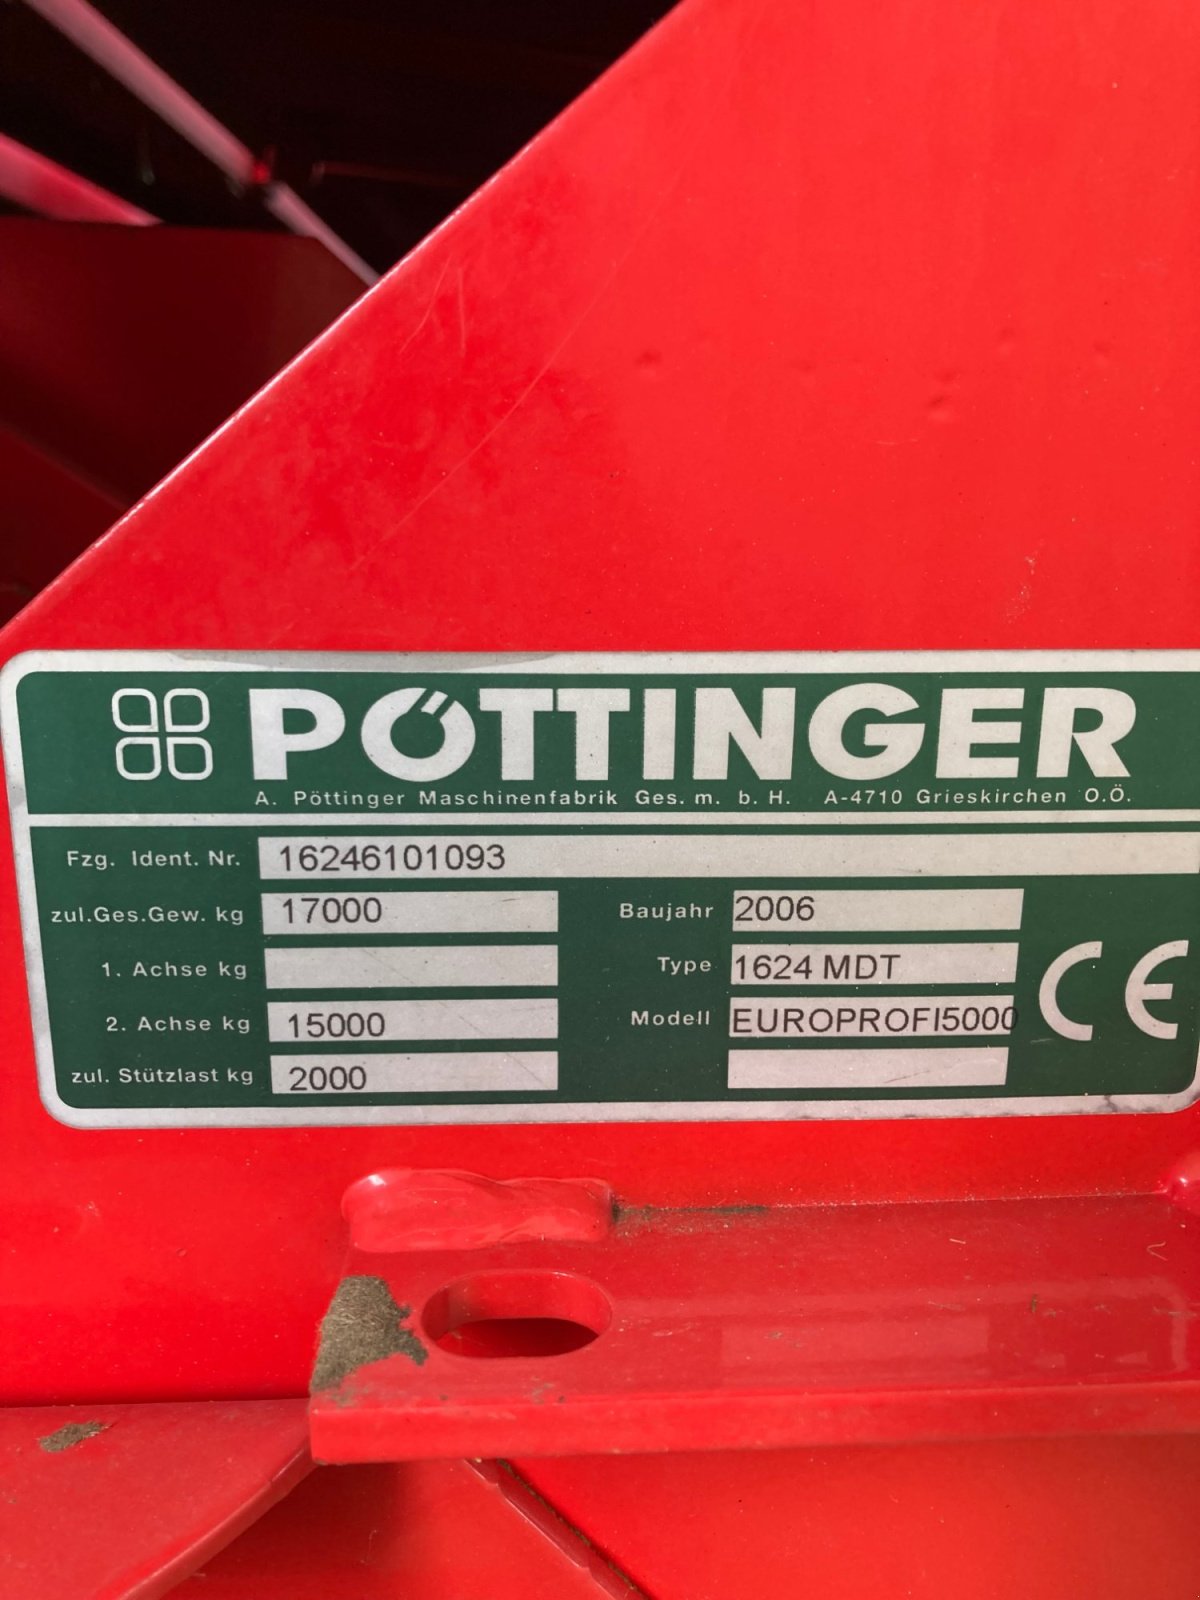 PÖTTINGER
A. Pöttinger Maschinenfabrik Ges. m. b. H. A-4710 Grieskirchen O.Ö.
Fzg. Ident. Nr. 16246101093
zul.Ges.Gew. kg 17000 Baujahr 2006
1. Achse kg Type 1624 MDT
2. Achse kg 15000 Modell EUROPROFI5000
zul. Stützlast kg 2000
CE